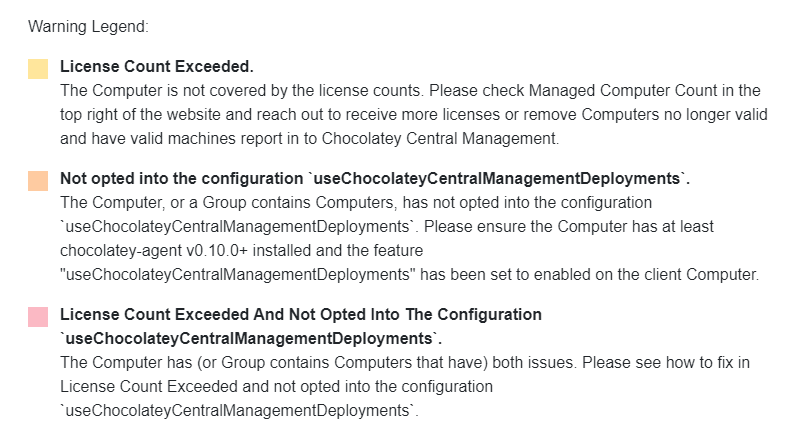 Warning Legend:
License Count Exceeded.
The Computer is not covered by the license counts. Please check Managed Computer Count in the
top right of the website and reach out to receive more licenses or remove Computers no longer valid
and have valid machines report in to Chocolatey Central Management.
Not opted into the configuration `useChocolateyCentralManagementDeployments`.
The Computer, or a Group contains Computers, has not opted into the configuration
`useChocolateyCentralManagementDeployments`. Please ensure the Computer has at least
chocolatey-agent v0.10.0+ installed and the feature
"useChocolateyCentralManagementDeployments" has been set to enabled on the client Computer.
License Count Exceeded And Not Opted Into The Configuration
`useChocolateyCentralManagementDeployments`.
The Computer has (or Group contains Computers that have) both issues. Please see how to fix in
License Count Exceeded and not opted into the configuration
`useChocolateyCentralManagementDeployments`.